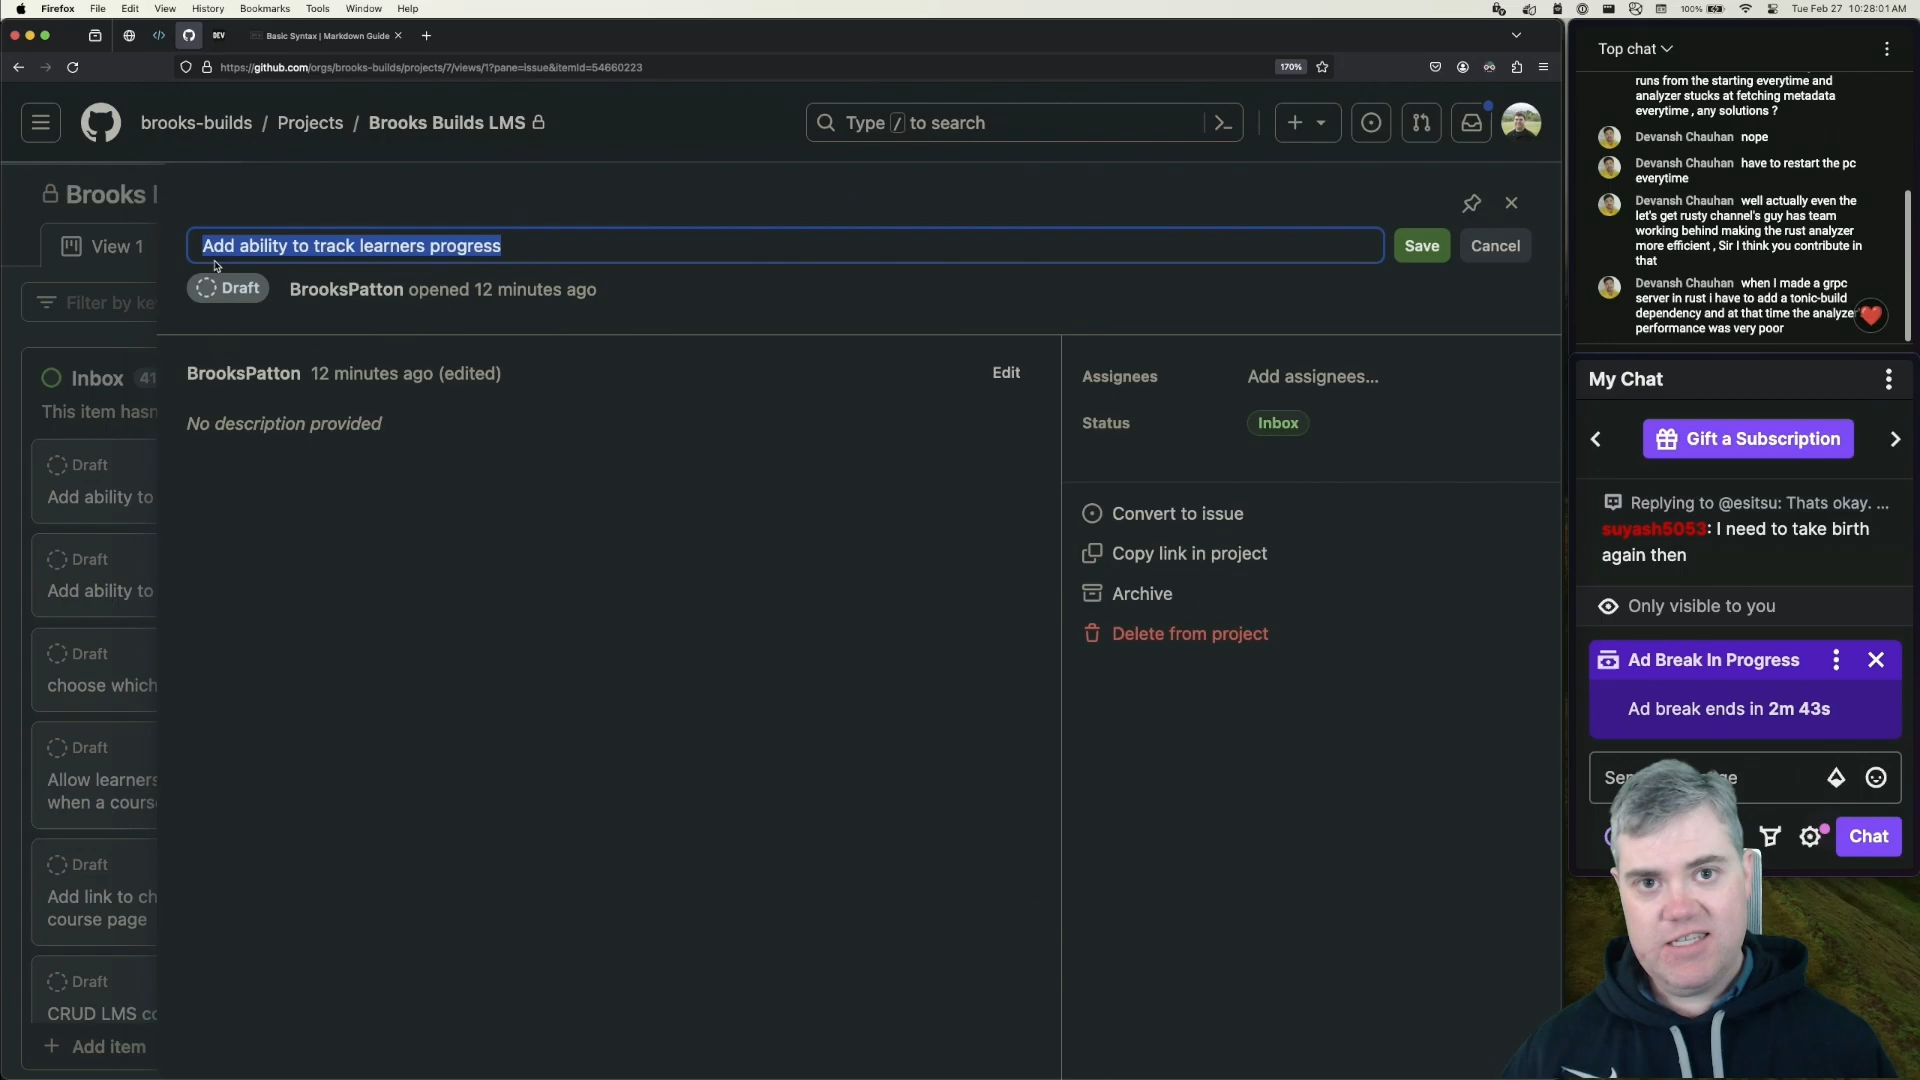 Firefox File Edit View History Bookmarks Tools Window Help
100% Tue Feb 27 10:28:01 AM
DEV Basic Syntax | Markdown Guide
https://github.com/orgs/brooks-builds/projects/7/views/1?pane=issue&itemId=54660223
170%
brooks-builds / Projects / Brooks Builds LMS
Type / to search
Brooks
View 1
Filter by ke
Inbox 41
This item hasn
Draft
Add ability to
Draft
Add ability to
Draft
choose which
Draft
Allow learners
when a course
Draft
Add link to ch
course page
Draft
CRUD LMS co
+ Add item
Add ability to track learners progress
Save
Cancel
Draft
BrooksPatton opened 12 minutes ago
BrooksPatton 12 minutes ago (edited)
Edit
No description provided
Assignees
Add assignees...
Status
Inbox
Convert to issue
Copy link in project
Archive
Delete from project
Top chat
runs from the starting everytime and
analyzer stucks at fetching metadata
everytime , any solutions ?
Devansh Chauhan nope
Devansh Chauhan have to restart the pc
everytime
Devansh Chauhan well actually even the
let's get rusty channel's guy has team
working behind making the rust analyzer
more efficient , Sir I think you contribute in
that
Devansh Chauhan when I made a grpc
server in rust i have to add a tonic-build
dependency and at that time the analyzer
performance was very poor
My Chat
Gift a Subscription
Replying to @esitsu: Thats okay. ...
suyash5053: I need to take birth
again then
Only visible to you
Ad Break In Progress
Ad break ends in 2m 43s
Chat